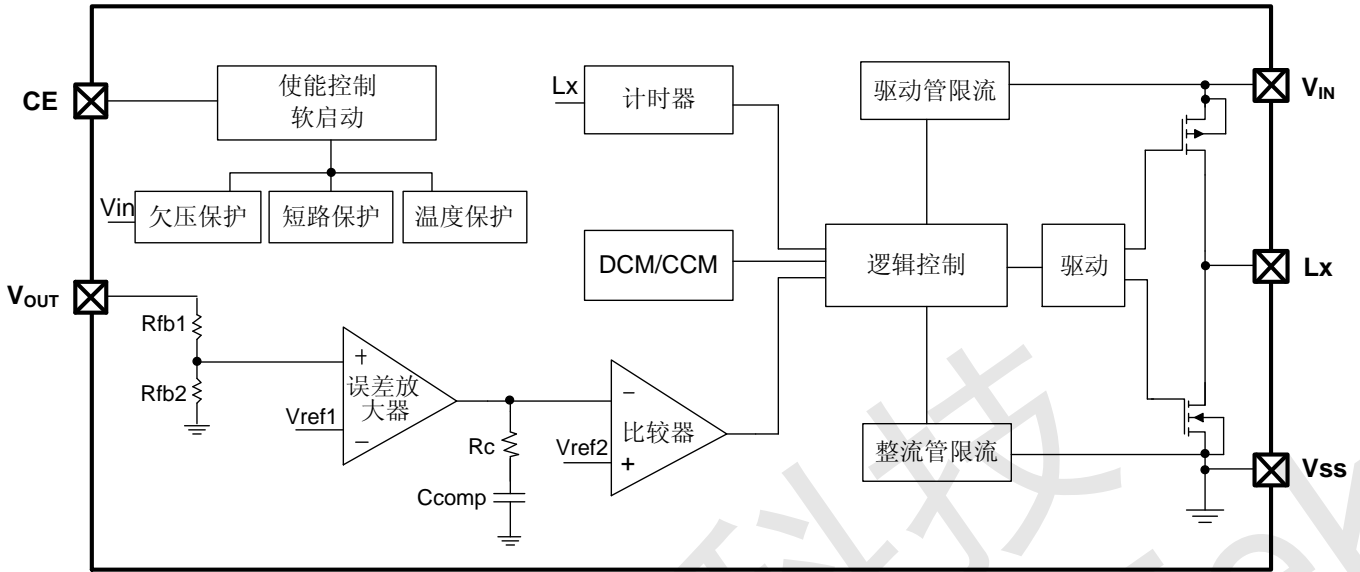 CE
使能控制
软启动
Lx
计时器
驱动管限流
VIN
Vin
欠压保护
短路保护
温度保护
DCM/CCM
逻辑控制
驱动
Lx
VOUT
Rfb1
Rfb2
+
误差放
大器
Vref1
−
Rc
Ccomp
−
比较器
Vref2
+
整流管限流
Vss
科技